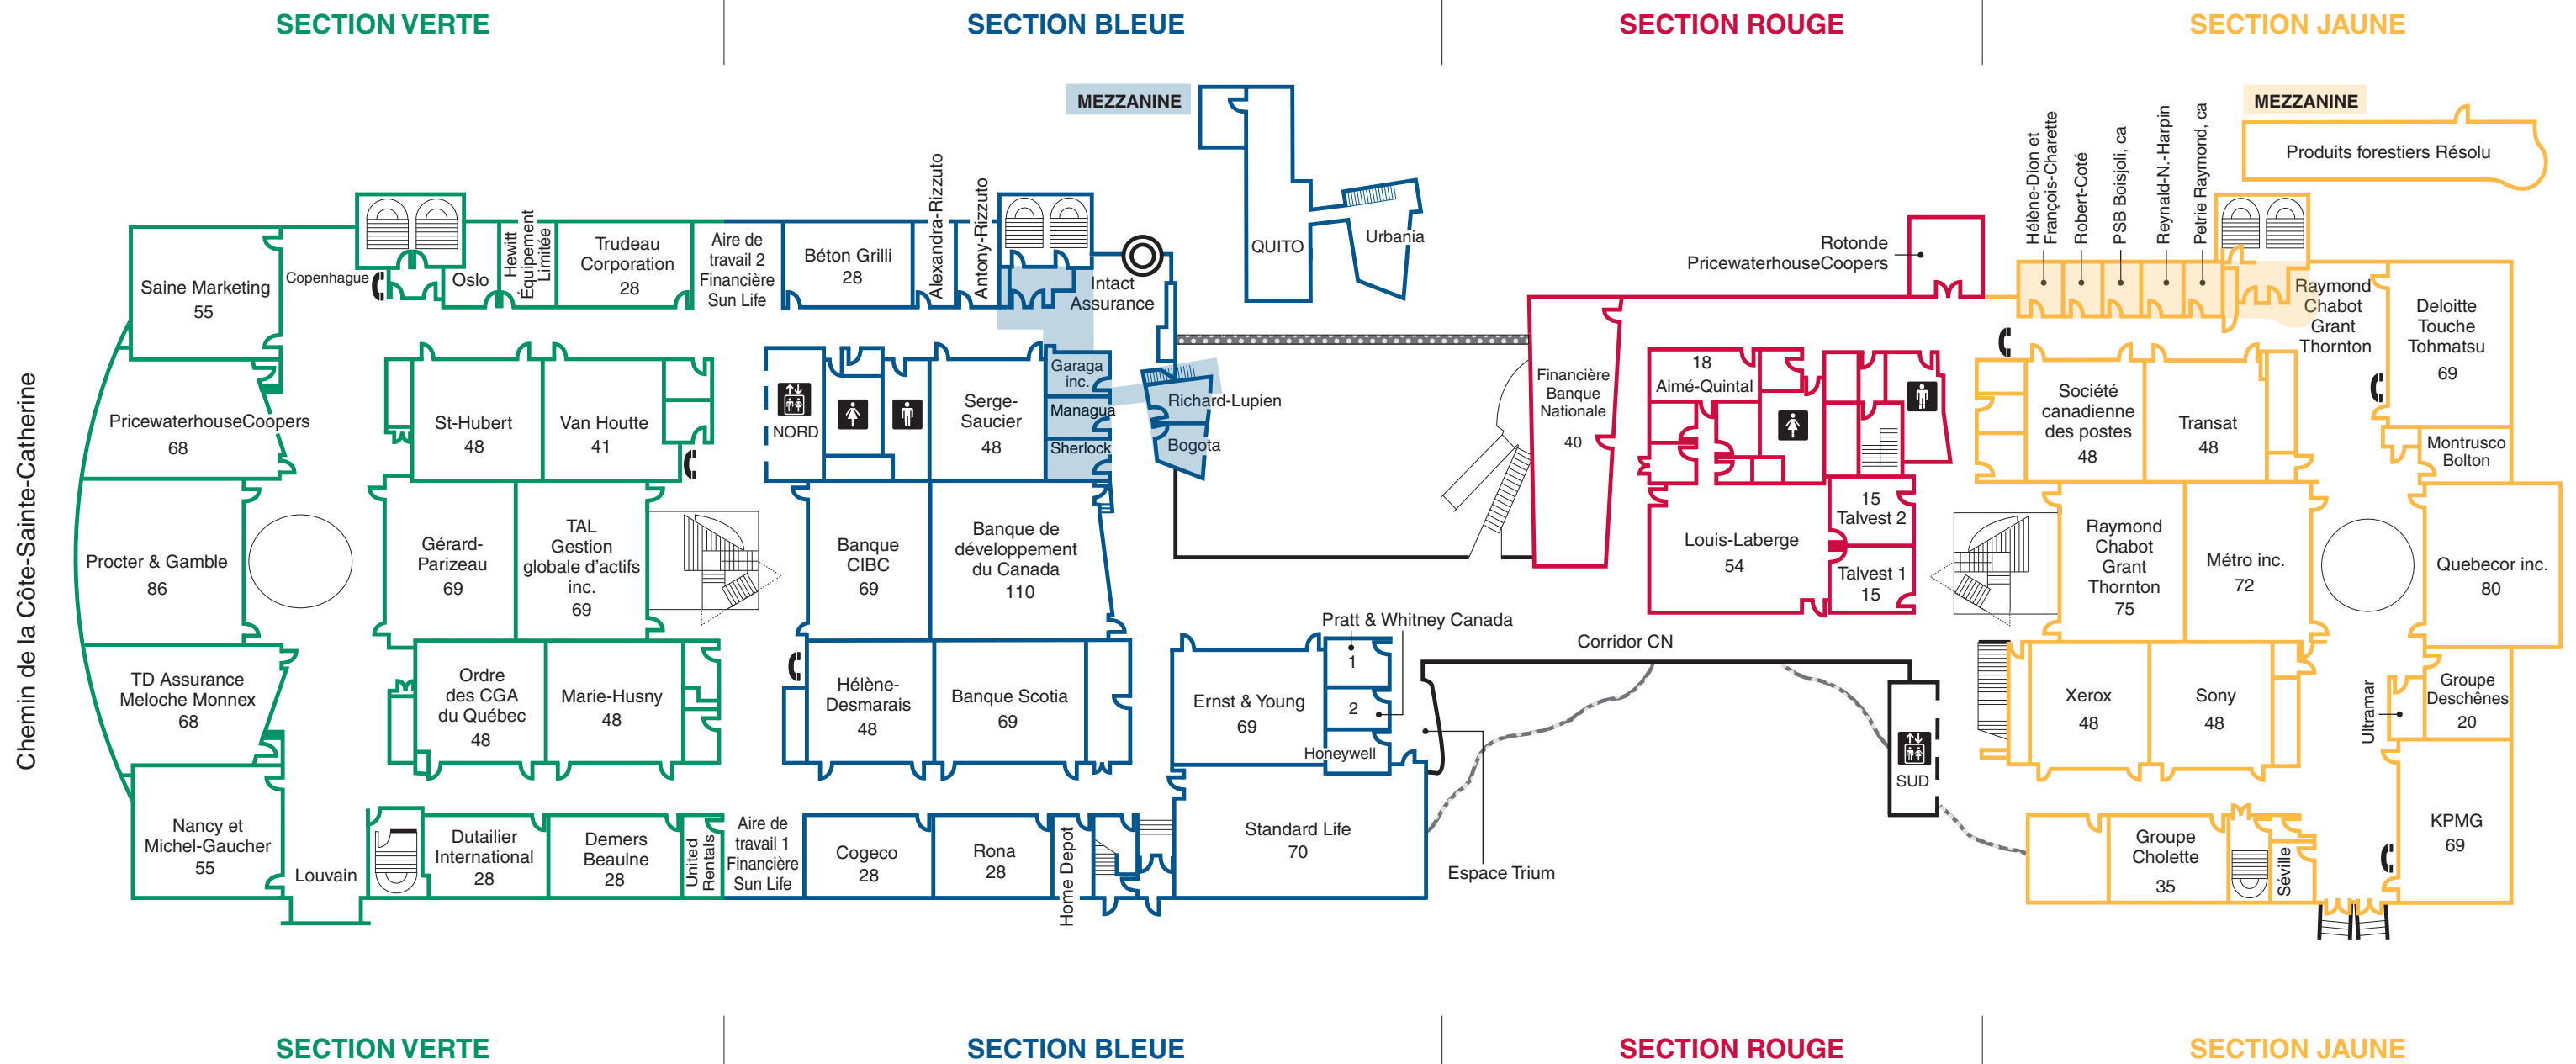 SECTION VERTE
SECTION BLEUE
SECTION ROUGE
SECTION JAUNE
Chemin de la Côte-Sainte-Catherine
Saine Marketing
55
Copenhague
Oslo
Hewitt
Équipement
Limitée
Trudeau
Corporation
28
PricewaterhouseCoopers
68
St-Hubert
48
Van Houtte
41
Procter & Gamble
86
Gérard-
Parizeau
69
TAL
Gestion
globale d'actifs
inc.
69
TD Assurance
Meloche Monnex
68
Ordre
des CGA
du Québec
48
Marie-Husny
48
Nancy et
Michel-Gaucher
55
Louvain
Dutailier
International
28
Demers
Beaulne
28
United
Rentals
Aire de
travail 2
Financière
Sun Life
Béton Grilli
28
Alexandra-Rizzuto
Antony-Rizzuto
MEZZANINE
QUITO
Urbania
Intact
Assurance
NORD
Serge-
Saucier
48
Garaga
inc.
Managua
Sherlock
Richard-Lupien
Bogota
Banque
CIBC
69
Banque de
développement
du Canada
110
Hélène-
Desmarais
48
Banque Scotia
69
Pratt & Whitney Canada
1
2
Ernst & Young
69
Honeywell
Aire de
travail 1
Financière
Sun Life
Cogeco
28
Rona
28
Home Depot
Standard Life
70
Espace Trium
Rotonde
PricewaterhouseCoopers
Financière
Banque
Nationale
40
18
Aimé-Quintal
15
Talvest 2
Louis-Laberge
54
Talvest 1
15
Corridor CN
SUD
MEZZANINE
Produits forestiers Résolu
Hélène-Dion et
François-Charette
Robert-Coté
PSB Boisjoli, ca
Reynald-N.-Harpin
Petrie Raymond, ca
Raymond
Chabot
Grant
Thornton
Deloitte
Touche
Tohmatsu
69
Société
canadienne
des postes
48
Transat
48
Montrusco
Bolton
Raymond
Chabot
Grant
Thornton
75
Métro inc.
72
Quebecor inc.
80
Xerox
48
Sony
48
Ultramar
Groupe
Deschênes
20
Groupe
Cholette
35
Séville
KPMG
69
SECTION VERTE
SECTION BLEUE
SECTION ROUGE
SECTION JAUNE